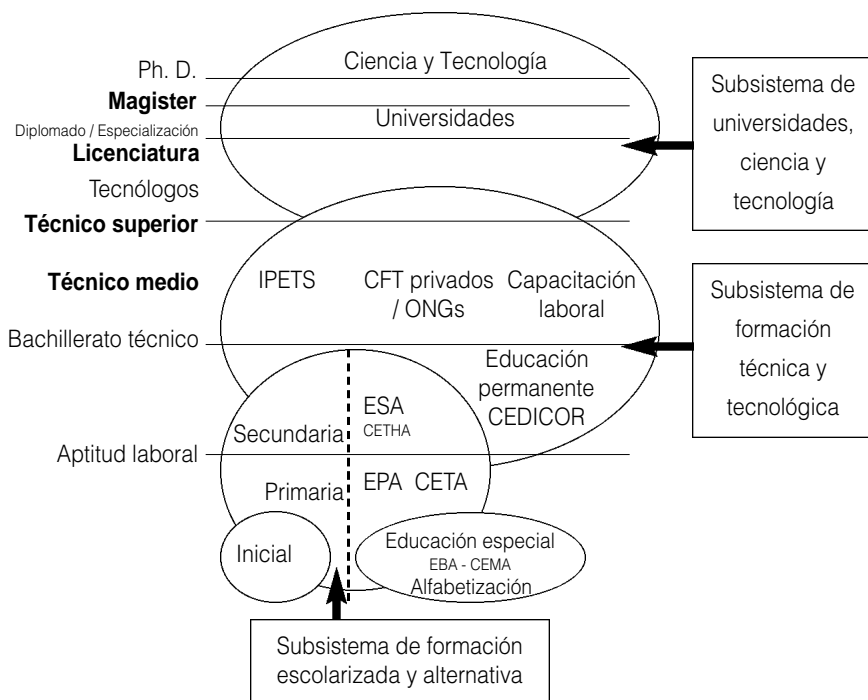 Ph. D.
Magister
Diplomado / Especialización
Licenciatura
Tecnólogos
Técnico superior
Técnico medio
Bachillerato técnico
Aptitud laboral
Ciencia y Tecnología
Universidades
IPETS
CFT privados
/ ONGs
Capacitación
laboral
Educación
permanente
CEDICOR
ESA
CETHA
Secundaria
Primaria
EPA CETA
Inicial
Educación especial
EBA - CEMA
Alfabetización
Subsistema de
universidades,
ciencia y
tecnología
Subsistema de
formación
técnica y
tecnológica
Subsistema de formación
escolarizada y alternativa